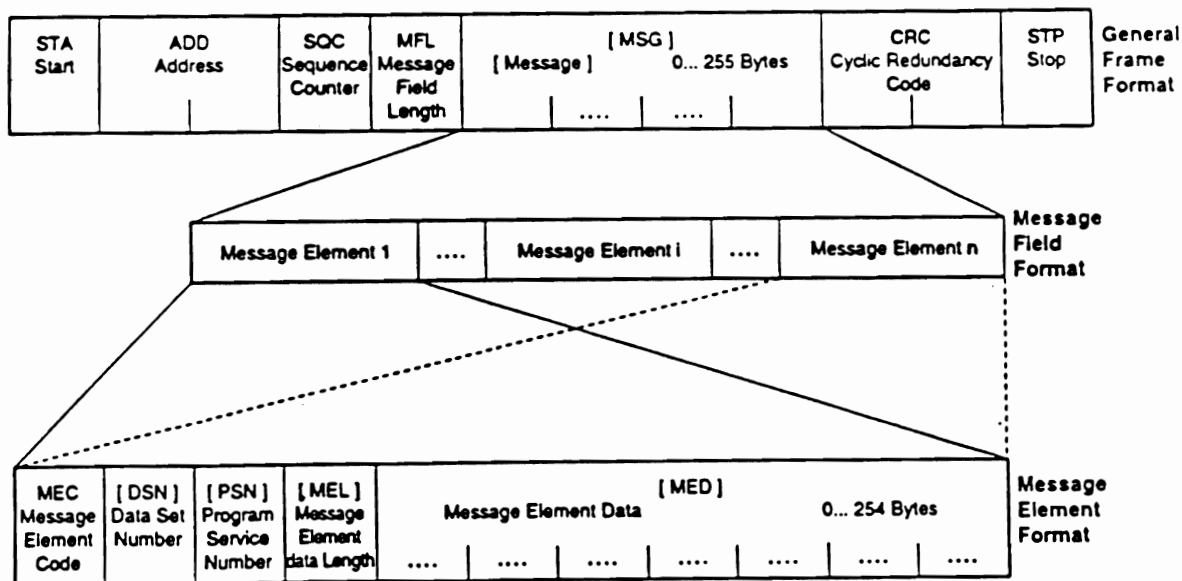 STA
Start
ADD
Address
SQC
Sequence
Counter
MFL
Message
Field
Length
[ MSG ]
[ Message ] 0... 255 Bytes
.... ....
CRC
Cyclic Redundancy
Code
STP
Stop
General
Frame
Format
Message Element 1
....
Message Element i
....
Message Element n
Message
Field
Format
MEC
Message
Element
Code
[ DSN ]
Data Set
Number
[ PSN ]
Program
Service
Number
[ MEL ]
Message
Element
data Length
[ MED ]
Message Element Data 0... 254 Bytes
.... .... .... .... .... .... ....
Message
Element
Format